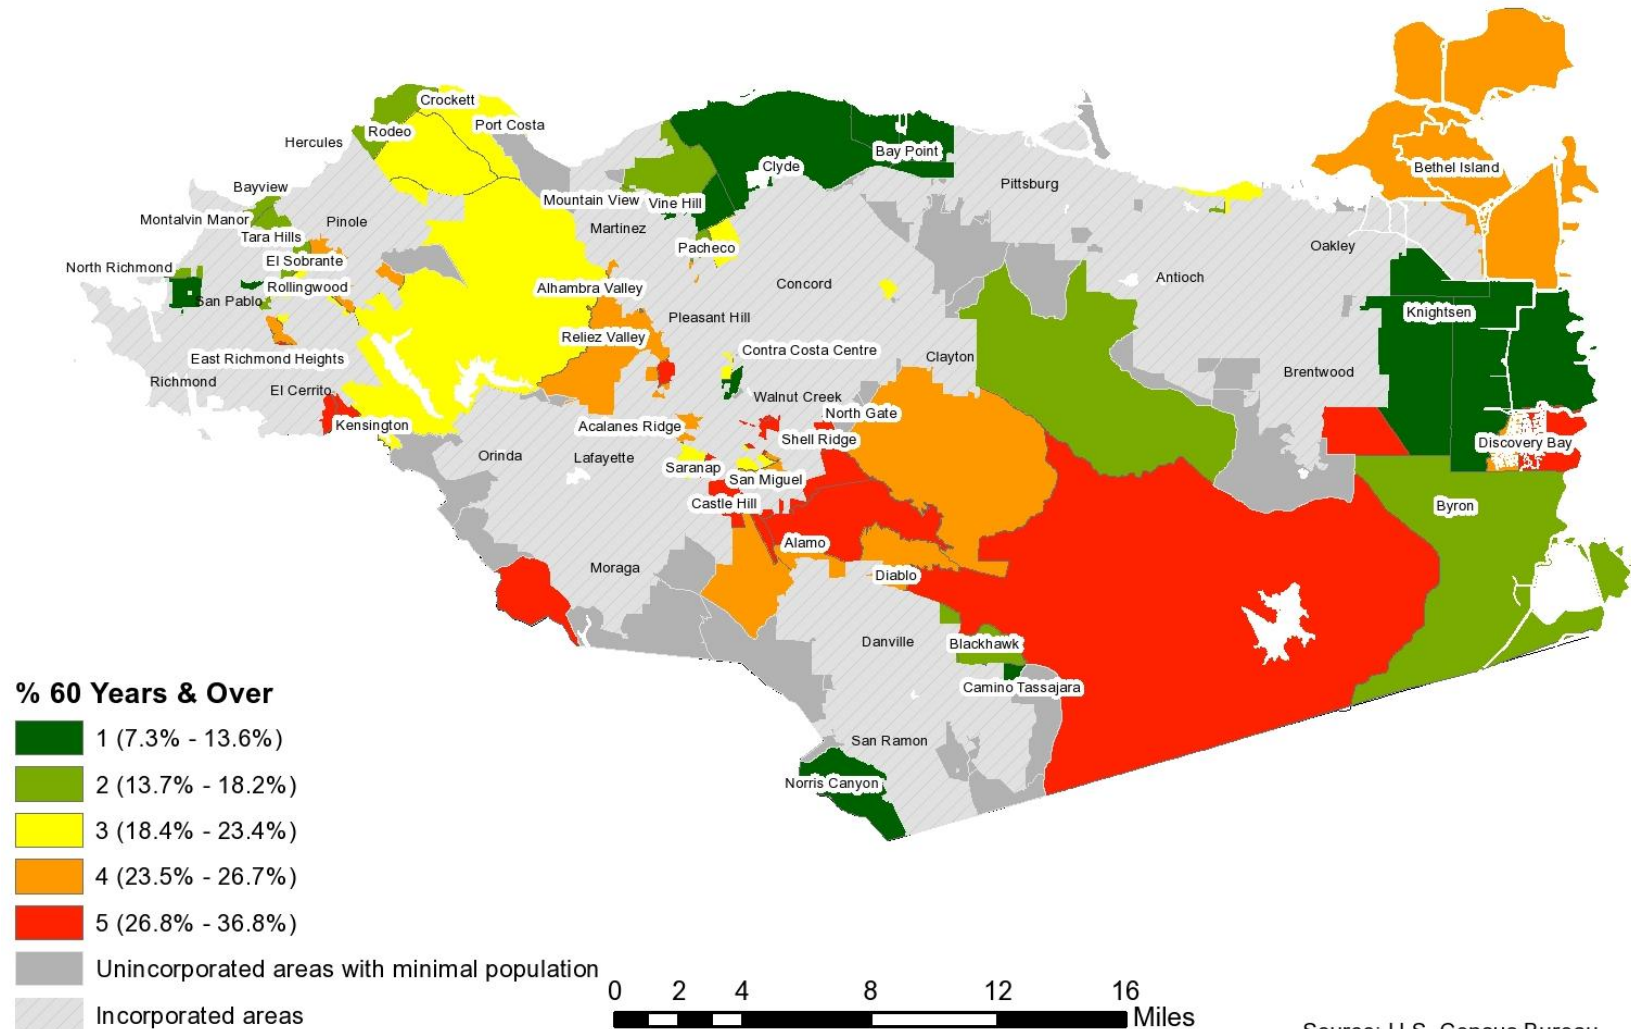 Crockett
Port Costa
Rodeo
Hercules
Bay Point
Clyde
Bethel Island
Pittsburg
Bayview
Mountain View
Vine Hill
Montalvin Manor
Pinole
Martinez
Tara Hills
Pacheco
Oakley
El Sobrante
North Richmond
Antioch
Rollingwood
Alhambra Valley
Concord
San Pablo
Knightsen
Pleasant Hill
Reliez Valley
Contra Costa Centre
East Richmond Heights
Clayton
Brentwood
Richmond
El Cerrito
Walnut Creek
North Gate
Kensington
Acalanes Ridge
Shell Ridge
Discovery Bay
Orinda
Lafayette
Saranap
San Miguel
Castle Hill
Byron
Alamo
Moraga
Diablo
Danville
Blackhawk
Camino Tassajara
San Ramon
Norris Canyon
% 60 Years & Over
1 (7.3% - 13.6%)
2 (13.7% - 18.2%)
3 (18.4% - 23.4%)
4 (23.5% - 26.7%)
5 (26.8% - 36.8%)
Unincorporated areas with minimal population
Incorporated areas
0 2 4 8 12 16
Miles
Source: U.S. Census Bureau